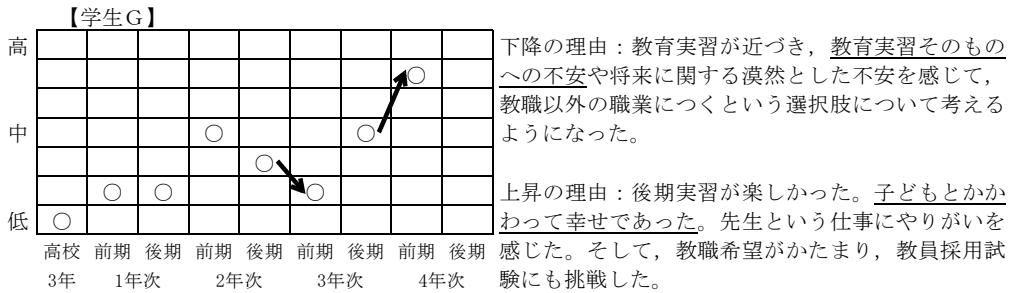 【学生G】
高
中
低
高校 前期 後期 前期 後期 前期 後期 前期 後期
3年 1年次 2年次 3年次 4年次
下降の理由：教育実習が近づき，教育実習そのもの
への不安や将来に関する漠然とした不安を感じて，
教職以外の職業につくという選択肢について考える
ようになった。
上昇の理由：後期実習が楽しかった。子どもとかか
わって幸せであった。先生という仕事にやりがいを
感じた。そして，教職希望がかたまり，教員採用試
験にも挑戦した。